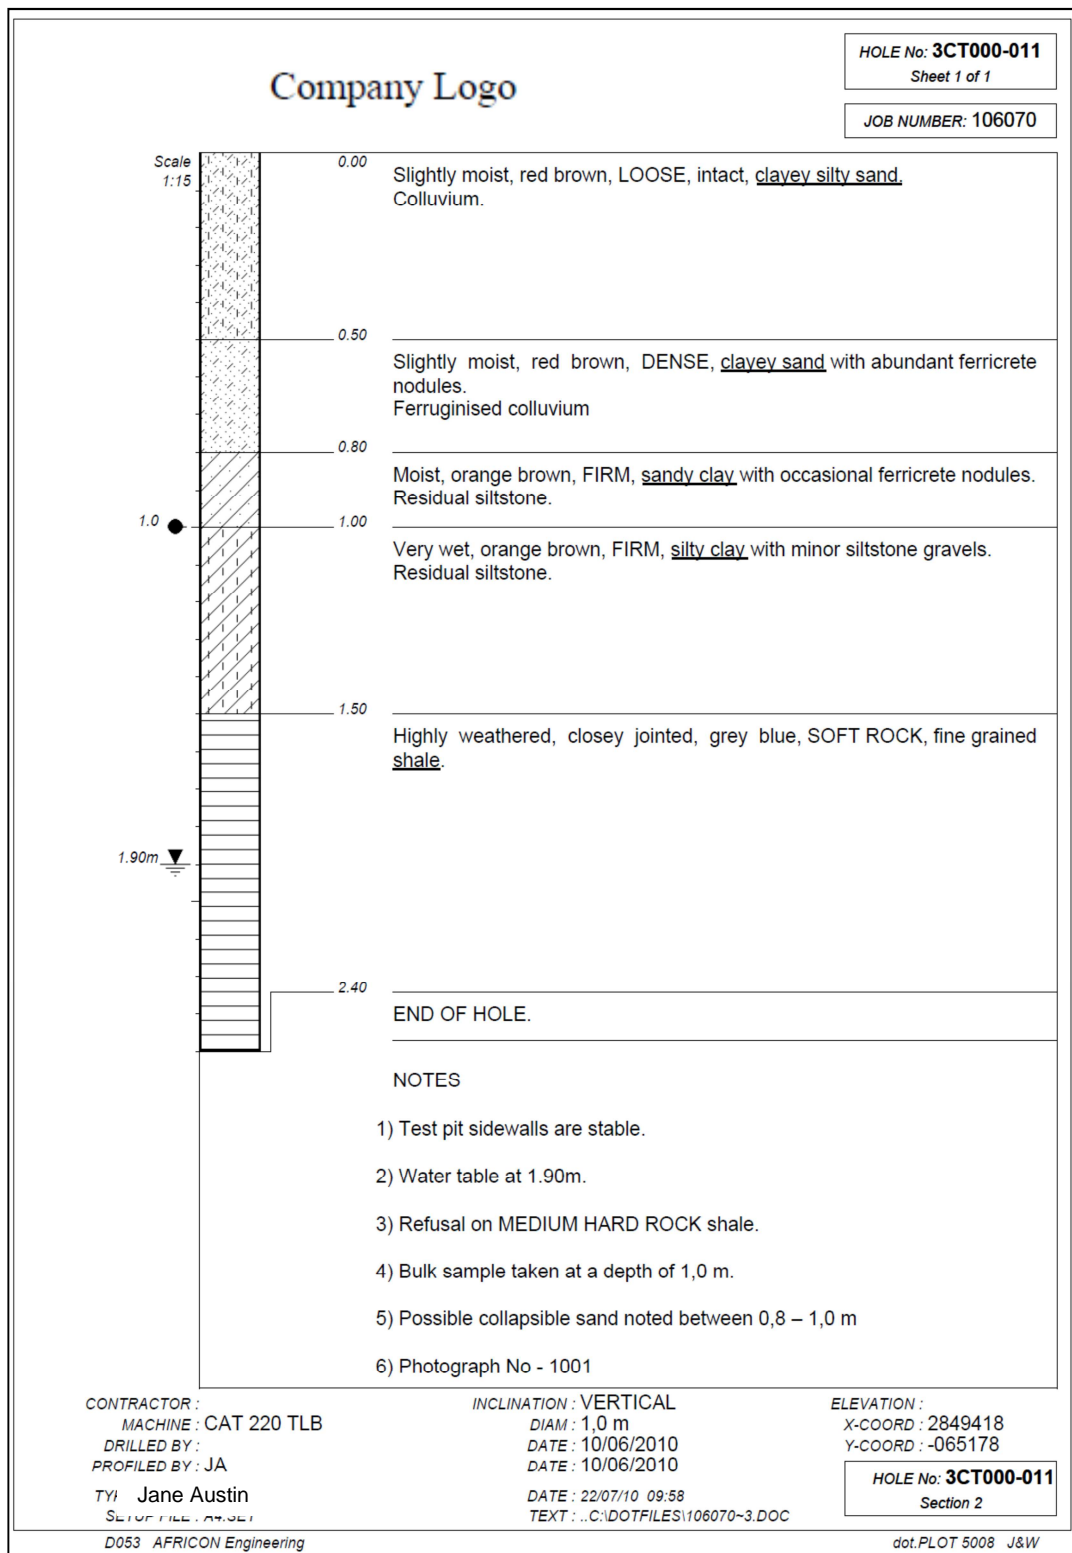 HOLE No: 3CT000-011
Sheet 1 of 1
Company Logo
JOB NUMBER: 106070
Scale
1:15
0.00
Slightly moist, red brown, LOOSE, intact, clayey silty sand.
Colluvium.
0.50
Slightly moist, red brown, DENSE, clayey sand with abundant ferricrete
nodules.
Ferruginised colluvium
0.80
Moist, orange brown, FIRM, sandy clay with occasional ferricrete nodules.
Residual siltstone.
1.0
1.00
Very wet, orange brown, FIRM, silty clay with minor siltstone gravels.
Residual siltstone.
1.50
Highly weathered, closey jointed, grey blue, SOFT ROCK, fine grained
shale.
1.90m
2.40
END OF HOLE.
NOTES
1) Test pit sidewalls are stable.
2) Water table at 1.90m.
3) Refusal on MEDIUM HARD ROCK shale.
4) Bulk sample taken at a depth of 1,0 m.
5) Possible collapsible sand noted between 0,8 – 1,0 m
6) Photograph No - 1001
CONTRACTOR :
MACHINE : CAT 220 TLB
DRILLED BY :
PROFILED BY : JA
Jane Austin
INCLINATION : VERTICAL
DIAM : 1,0 m
DATE : 10/06/2010
DATE : 10/06/2010
DATE : 22/07/10 09:58
TEXT : ..C:\DOTFILES\106070~3.DOC
ELEVATION :
X-COORD : 2849418
Y-COORD : -065178
HOLE No: 3CT000-011
Section 2
D053 AFRICON Engineering
dot.PLOT 5008 J&W